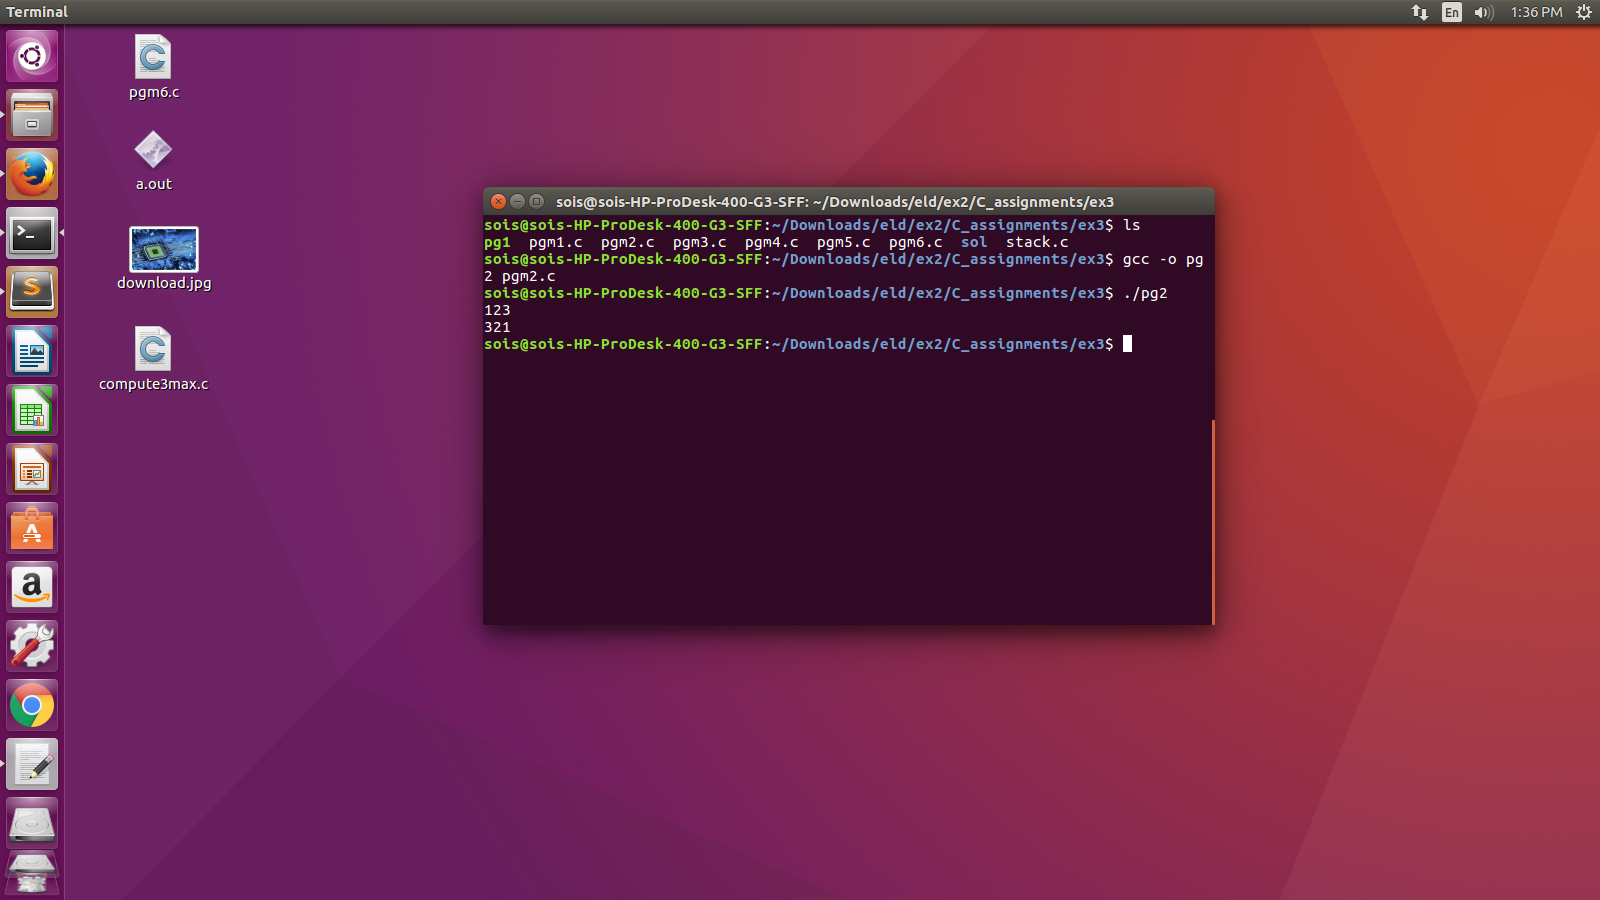 Terminal
En
1:36 PM
pgm6.c
a.out
download.jpg
compute3max.c
sois@sois-HP-ProDesk-400-G3-SFF: ~/Downloads/eld/ex2/C_assignments/ex3
sois@sois-HP-ProDesk-400-G3-SFF:~/Downloads/eld/ex2/C_assignments/ex3$ ls
pg1  pgm1.c  pgm2.c  pgm3.c  pgm4.c  pgm5.c  pgm6.c  sol  stack.c
sois@sois-HP-ProDesk-400-G3-SFF:~/Downloads/eld/ex2/C_assignments/ex3$ gcc -o pg
2 pgm2.c
sois@sois-HP-ProDesk-400-G3-SFF:~/Downloads/eld/ex2/C_assignments/ex3$ ./pg2
123
321
sois@sois-HP-ProDesk-400-G3-SFF:~/Downloads/eld/ex2/C_assignments/ex3$